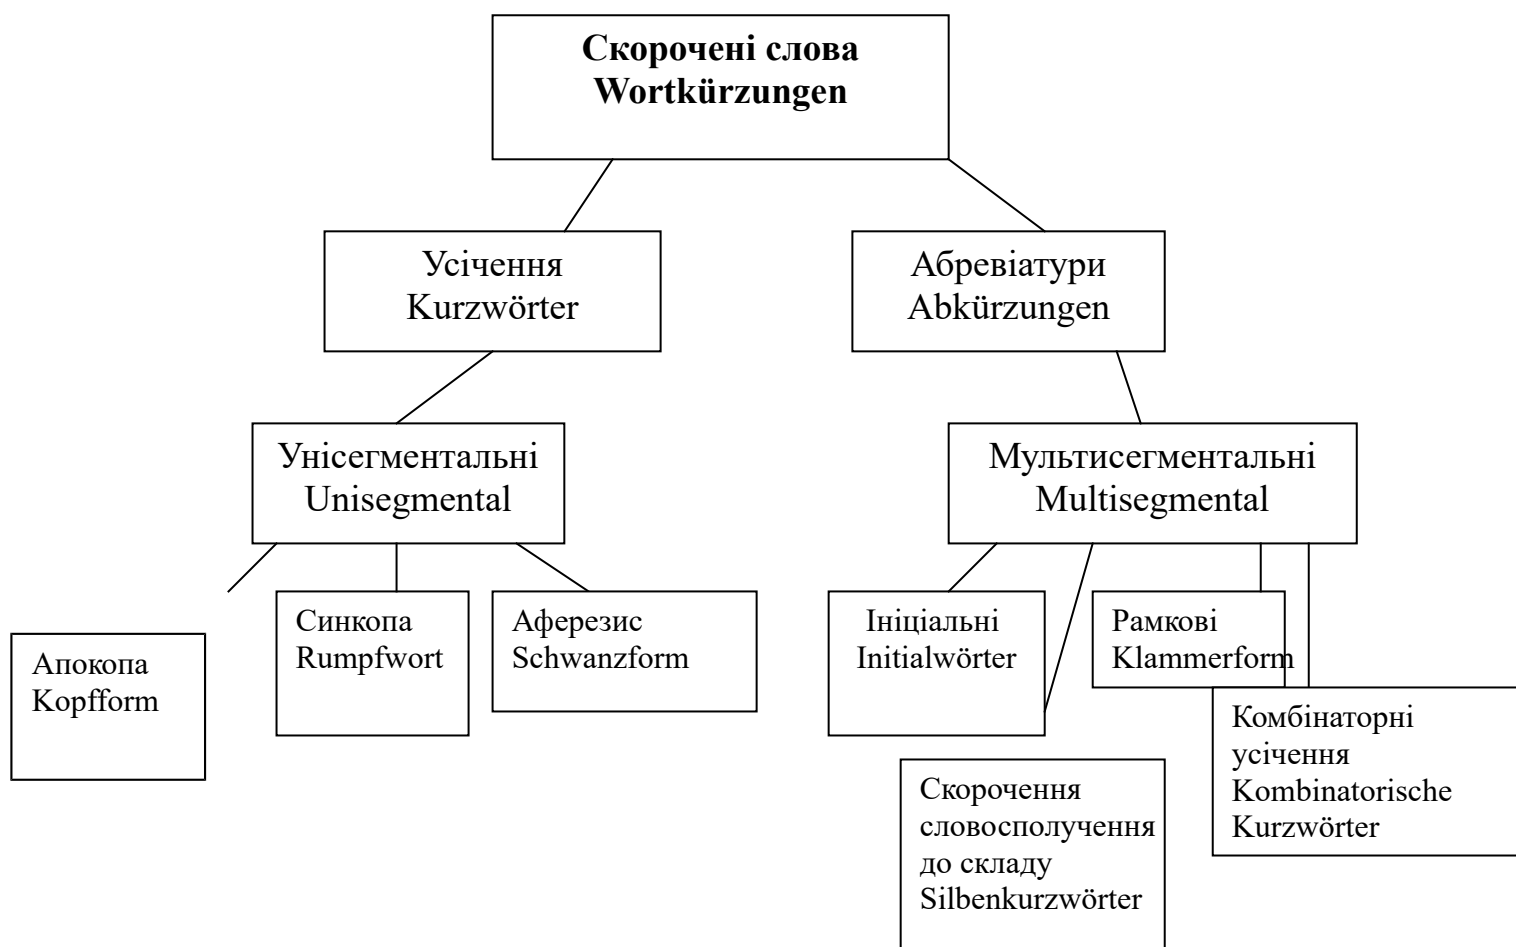 Скорочені слова
Wortkürzungen
Усічення
Kurzwörter
Абревіатури
Abkürzungen
Унісегментальні
Unisegmental
Мультисегментальні
Multisegmental
Апокопа
Kopfform
Синкопа
Rumpfwort
Аферезис
Schwanzform
Ініціальні
Initialwörter
Рамкові
Klammerform
Скорочення
словосполучення
до складу
Silbenkurzwörter
Комбінаторні
усічення
Kombinatorische
Kurzwörter